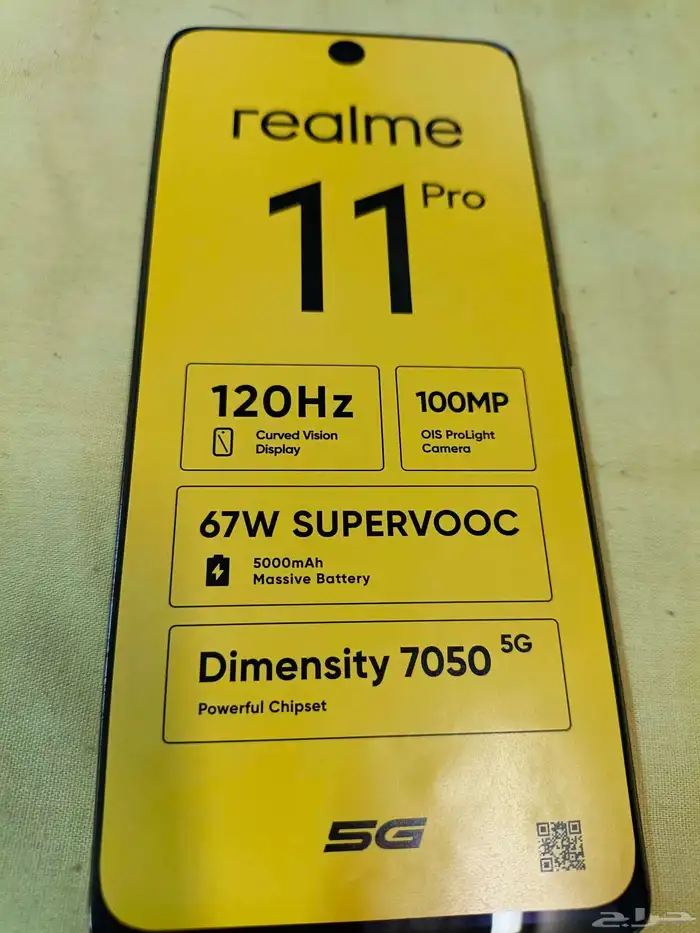 realme
11 Pro
120Hz
Curved Vision
Display
100MP
OIS ProLight
Camera
67W SUPERVOOC
5000mAh
Massive Battery
Dimensity 7050 5G
Powerful Chipset
5G
حراج